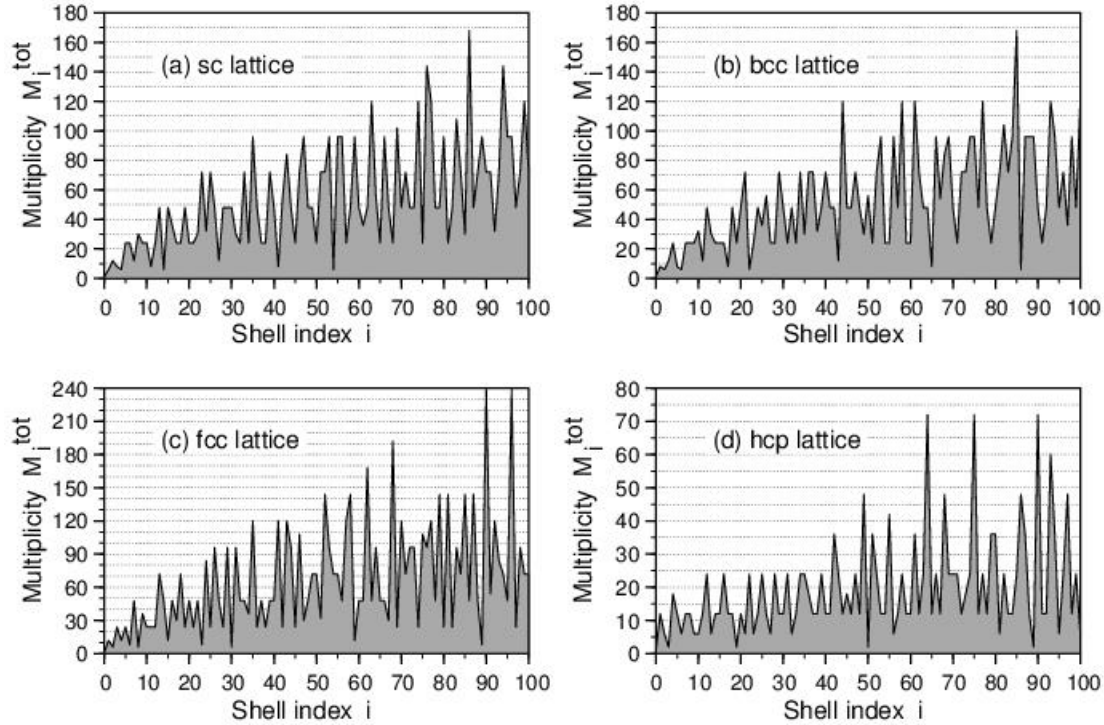 180
160
140
120
100
80
60
40
20
0
Multiplicity M_i^tot
(a) sc lattice
0 10 20 30 40 50 60 70 80 90 100
Shell index i
180
160
140
120
100
80
60
40
20
0
Multiplicity M_i^tot
(b) bcc lattice
0 10 20 30 40 50 60 70 80 90 100
Shell index i
240
210
180
150
120
90
60
30
0
Multiplicity M_i^tot
(c) fcc lattice
0 10 20 30 40 50 60 70 80 90 100
Shell index i
80
70
60
50
40
30
20
10
0
Multiplicity M_i^tot
(d) hcp lattice
0 10 20 30 40 50 60 70 80 90 100
Shell index i